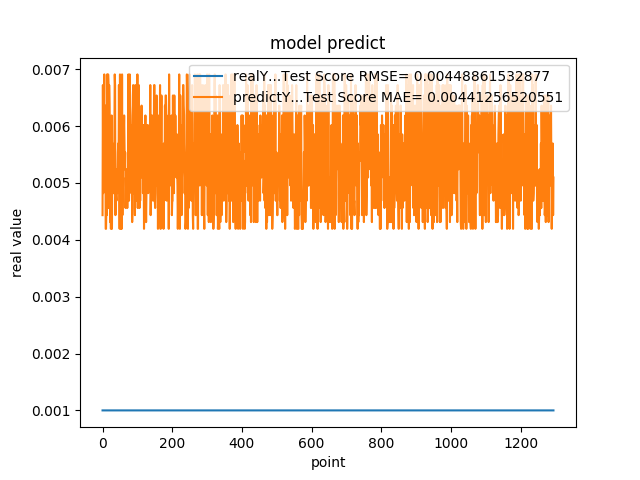 model predict
realY...Test Score RMSE= 0.00448861532877
predictY...Test Score MAE= 0.00441256520551
0.007
0.006
0.005
0.004
0.003
0.002
0.001
real value
0 200 400 600 800 1000 1200
point